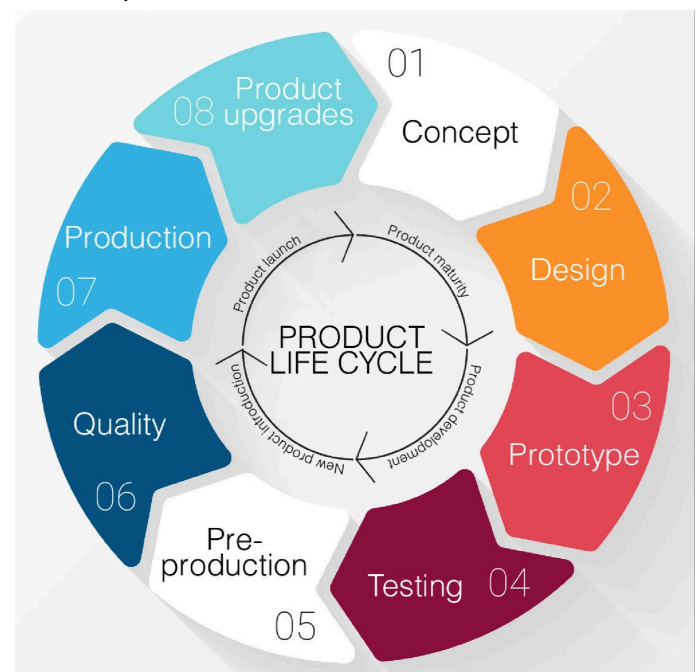 01
Concept
02
Design
03
Prototype
Testing 04
Pre-
production
05
Quality
06
Production
07
08 Product
upgrades
Product launch
Product maturity
Product development
New product introduction
PRODUCT
LIFE CYCLE